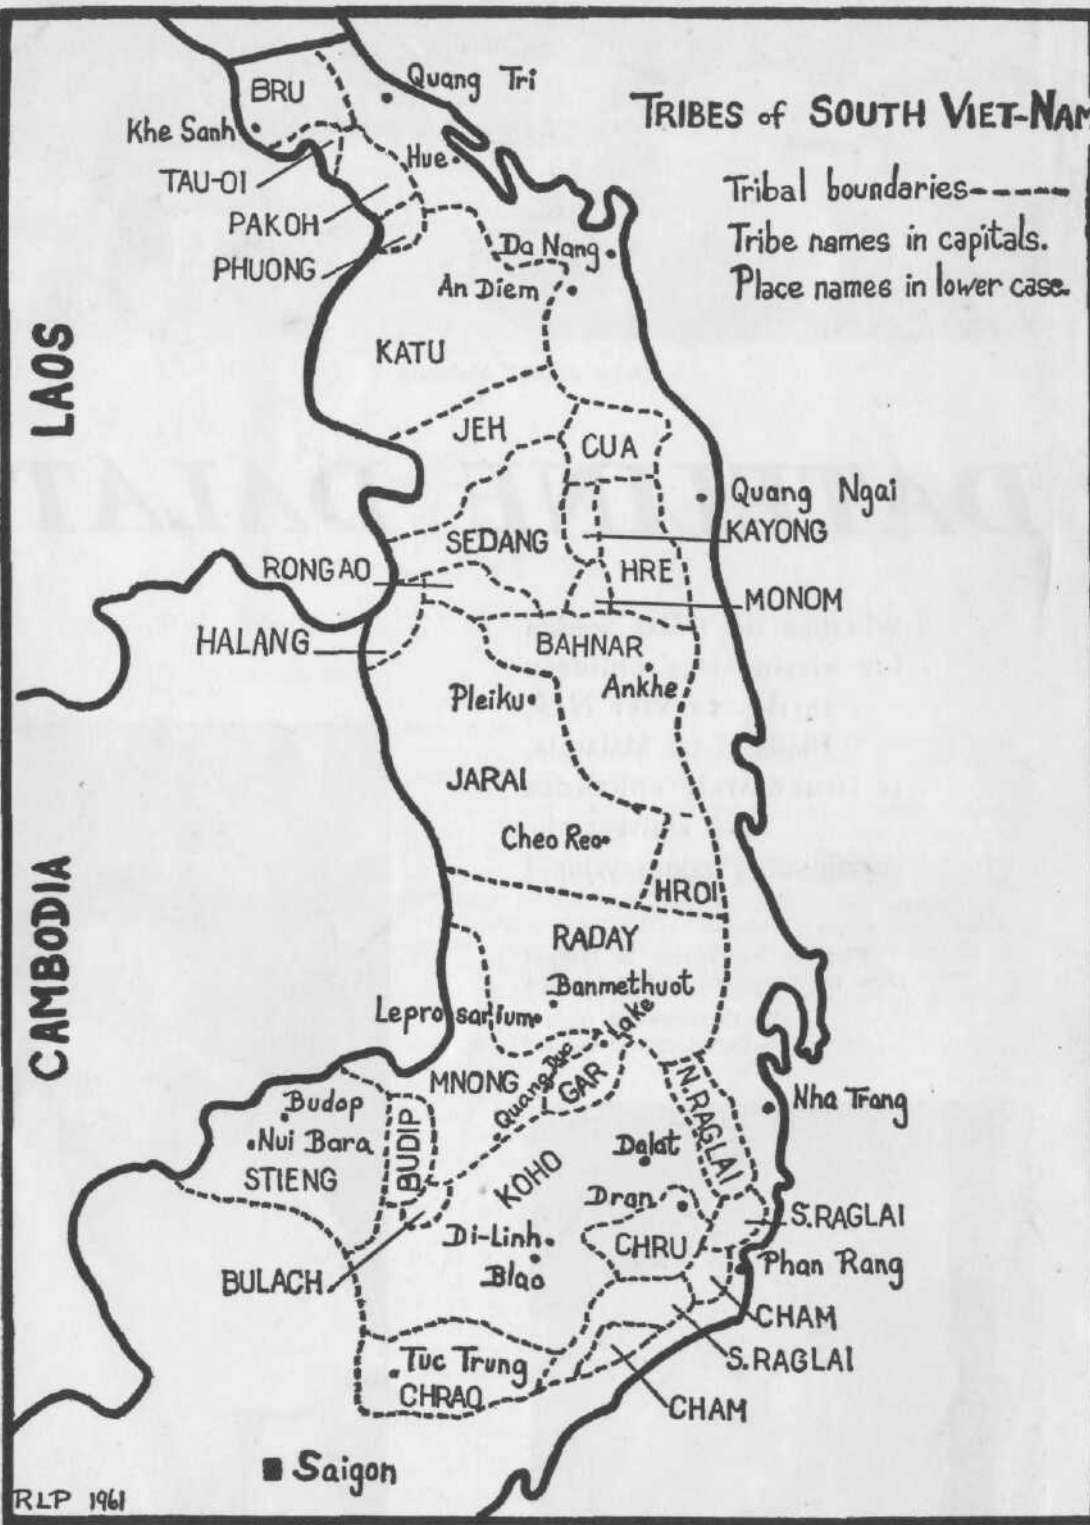 TRIBES of SOUTH VIET-NAM
Tribal boundaries-----
Tribe names in capitals.
Place names in lower case.
BRU
Quang Tri
Khe Sanh
TAU-OI
Hue
PAKOH
PHUONG
Da Nang
An Diem
KATU
LAOS
JEH
CUA
Quang Ngai
KAYONG
SEDANG
RONGAO
HRE
MONOM
HALANG
BAHNAR
Ankhe
Pleiku
JARAI
Cheo Reo
HROI
CAMBODIA
RADAY
Banmethuot
Leprosarium
Lake
MNONG
Quang Duc
GAR
N. RAGLAI
Nha Trang
Budop
Nui Bara
STIENG
BUDIP
KOHO
Dalat
Dran
S.RAGLAI
Di-Linh
CHRU
Phan Rang
Blao
BULACH
CHAM
S.RAGLAI
Tuc Trung
CHRAO
CHAM
Saigon
RLP 1961